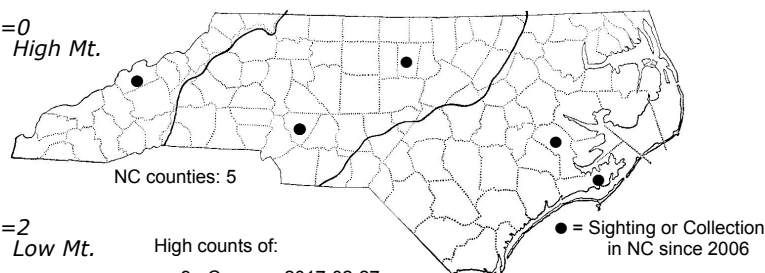 =0
High Mt.
NC counties: 5
=2
Low Mt.
High counts of:
● = Sighting or Collection
in NC since 2006